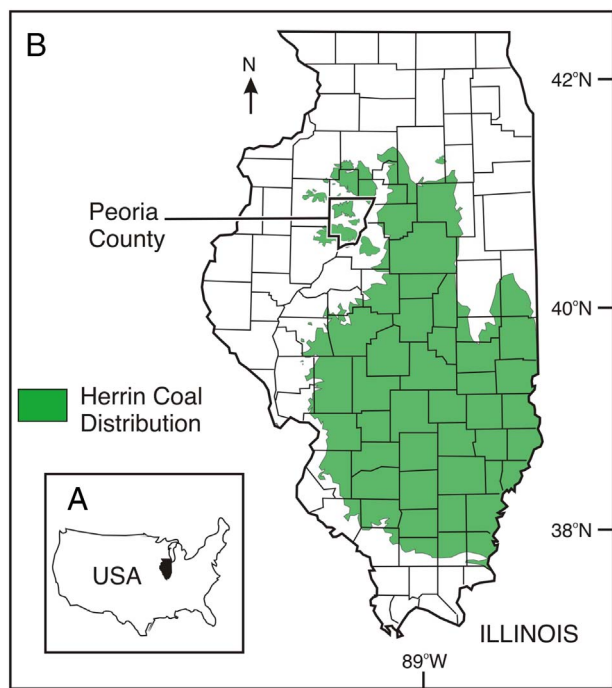 B
N
42°N
Peoria
County
40°N
Herrin Coal
Distribution
A
USA
38°N
ILLINOIS
89°W